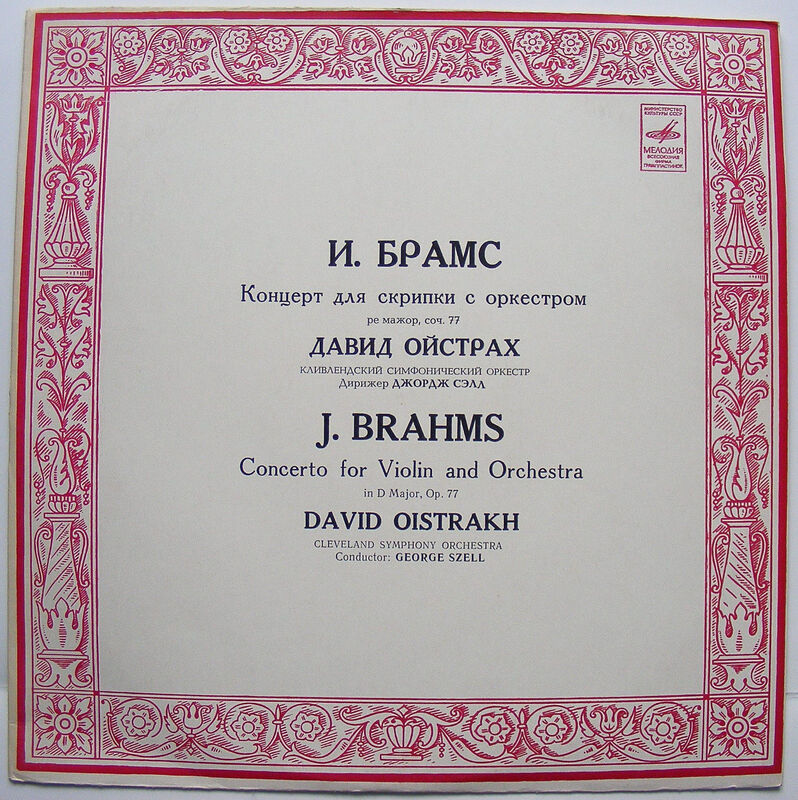 МИНИСТЕРСТВО
КУЛЬТУРЫ СССР
МЕЛОДИЯ
ВСЕСОЮЗНАЯ
ФИРМА
ГРАМПЛАСТИНОК
И. БРАМС
Концерт для скрипки с оркестром
ре мажор, соч. 77
ДАВИД ОЙСТРАХ
КЛИВЛЕНДСКИЙ СИМФОНИЧЕСКИЙ ОРКЕСТР
Дирижер ДЖОРДЖ СЭЛЛ
J. BRAHMS
Concerto for Violin and Orchestra
in D Major, Op. 77
DAVID OISTRAKH
CLEVELAND SYMPHONY ORCHESTRA
Conductor: GEORGE SZELL